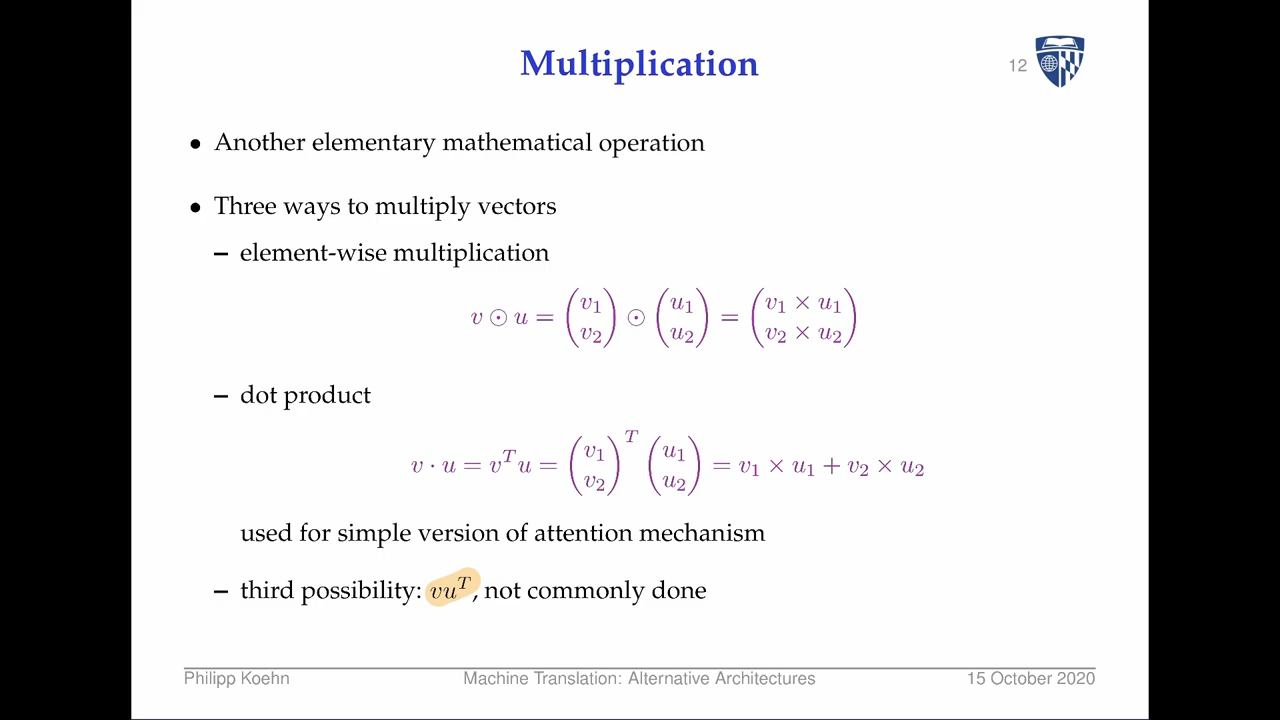 Multiplication
12
• Another elementary mathematical operation
• Three ways to multiply vectors
– element-wise multiplication
v ⊙ u = (v₁ v₂) ⊙ (u₁ u₂) = (v₁ × u₁ v₂ × u₂)
– dot product
v · u = vᵀu = (v₁ v₂)ᵀ (u₁ u₂) = v₁ × u₁ + v₂ × u₂
used for simple version of attention mechanism
– third possibility: vuᵀ, not commonly done
Philipp Koehn Machine Translation: Alternative Architectures 15 October 2020